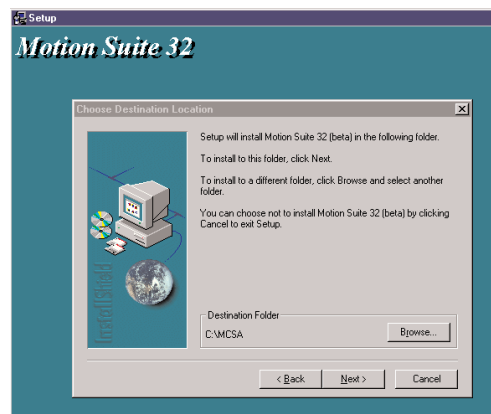 Setup
Motion Suite 32
Choose Destination Location
Setup will install Motion Suite 32 (beta) in the following folder.
To install to this folder, click Next.
To install to a different folder, click Browse and select another
folder.
You can choose not to install Motion Suite 32 (beta) by clicking
Cancel to exit Setup.
InstallShield
Destination Folder
C:\MCSA
Browse...
< Back
Next >
Cancel